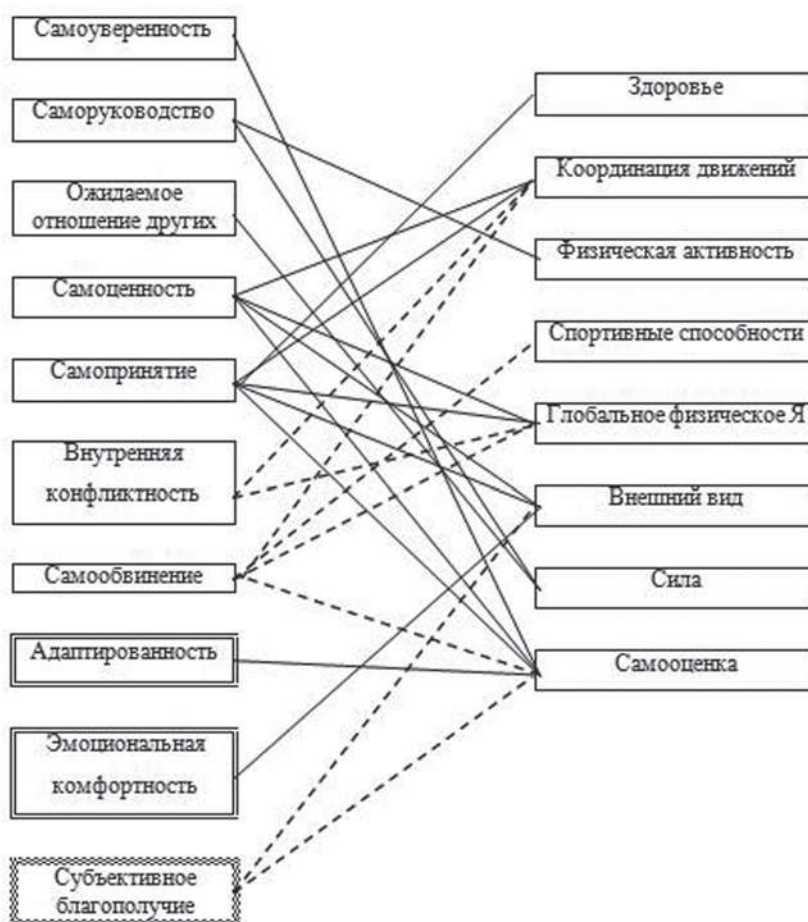 Самоуверенность
Саморуководство
Ожидаемое
отношение других
Самоценность
Самопринятие
Внутренняя
конфликтность
Самообвинение
Адаптированность
Эмоциональная
комфортность
Субъективное
благополучие
Здоровье
Координация движений
Физическая активность
Спортивные способности
Глобальное физическое Я
Внешний вид
Сила
Самооценка